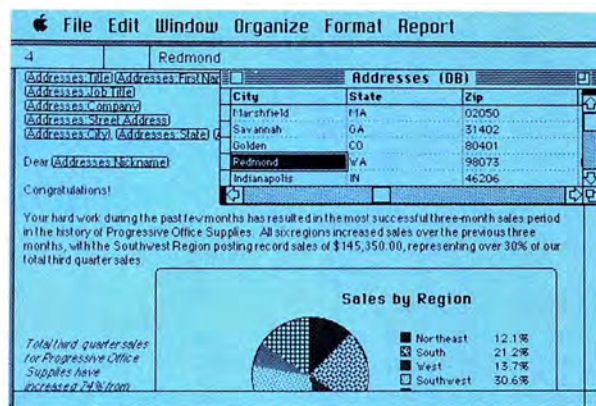 File Edit Window Organize Format Report
4 Redmond
Addresses:Title Addresses:First Nam
Addresses:Job Title
Addresses:Company
Addresses:Street Address
Addresses:City, Addresses:State
Addresses (DB)
City State Zip
Marshfield MA 02050
Savannah GA 31402
Golden CO 80401
Redmond WA 98073
Indianapolis IN 46206
Dear Addresses:Nickname:
Congratulations!
Your hard work during the past few months has resulted in the most successful three-month sales period
in the history of Progressive Office Supplies. All six regions increased sales over the previous three
months, with the Southwest Region posting record sales of $145,350.00, representing over 30% of our
total third quarter sales.
Sales by Region
Northeast 12.1%
South 21.2%
West 13.7%
Southwest 30.6%
Total third quarter sales
for Progressive Office
Supplies have
increased 74% from